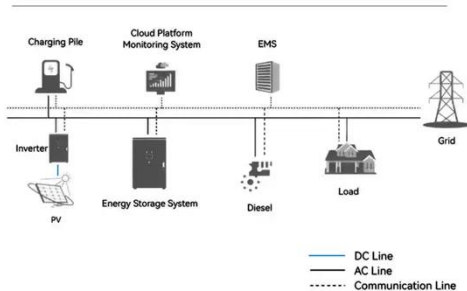 Charging Pile
Cloud Platform
Monitoring System
EMS
Grid
Inverter
PV
Energy Storage System
Diesel
Load
DC Line
AC Line
Communication Line